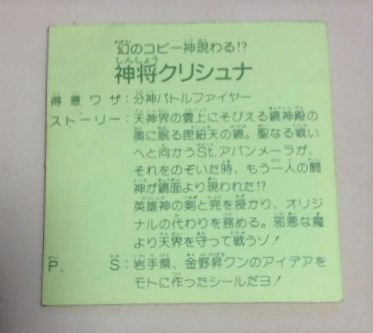 幻のコピー神現わる!?
神将クリシュナ
得意ワザ:分神バトルファイヤー
ストーリー:天神界の雲上にそびえる鏡神殿の
奥に眠る毘紐天の鏡。聖なる戦い
へと向かうSt.アバンメーラが、
それをのぞいた時、もう一人の闘
神が鏡面より現われた!?
英雄神の剣と兜を授かり、オリジ
ナルの代わりを務める。邪悪な魔
より天界を守って戦うゾ!
P. S:岩手県、金野昇クンのアイデアを
モトに作ったシールだヨ!